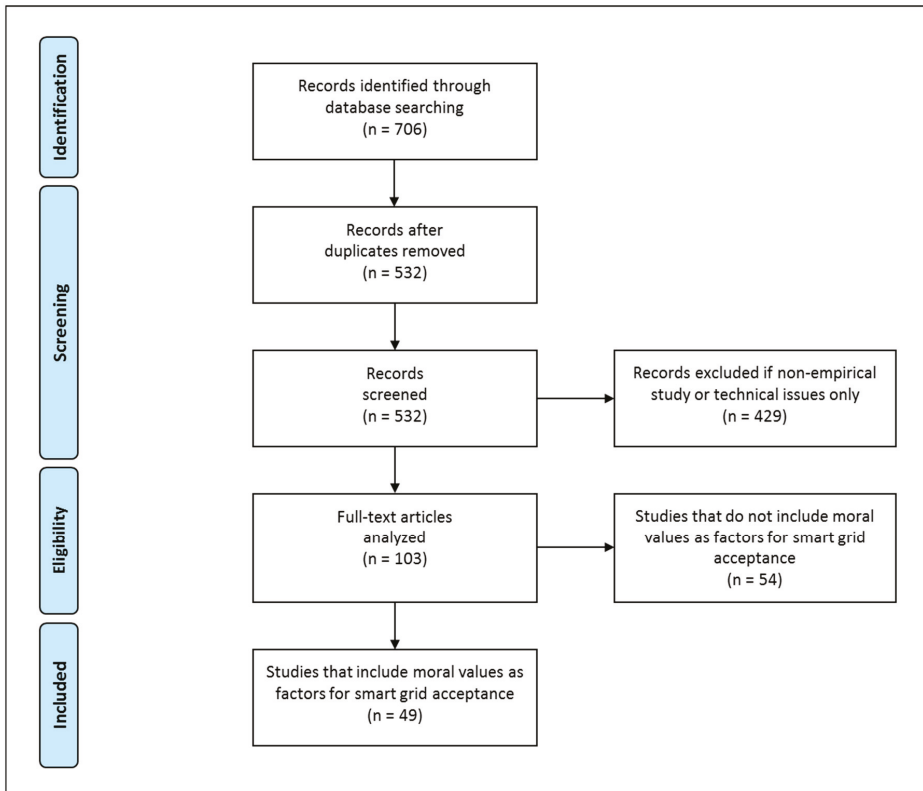 Identification
Records identified through
database searching
(n = 706)
Screening
Records after
duplicates removed
(n = 532)
Records
screened
(n = 532)
Records excluded if non-empirical
study or technical issues only
(n = 429)
Eligibility
Full-text articles
analyzed
(n = 103)
Studies that do not include moral
values as factors for smart grid
acceptance
(n = 54)
Included
Studies that include moral values as
factors for smart grid acceptance
(n = 49)